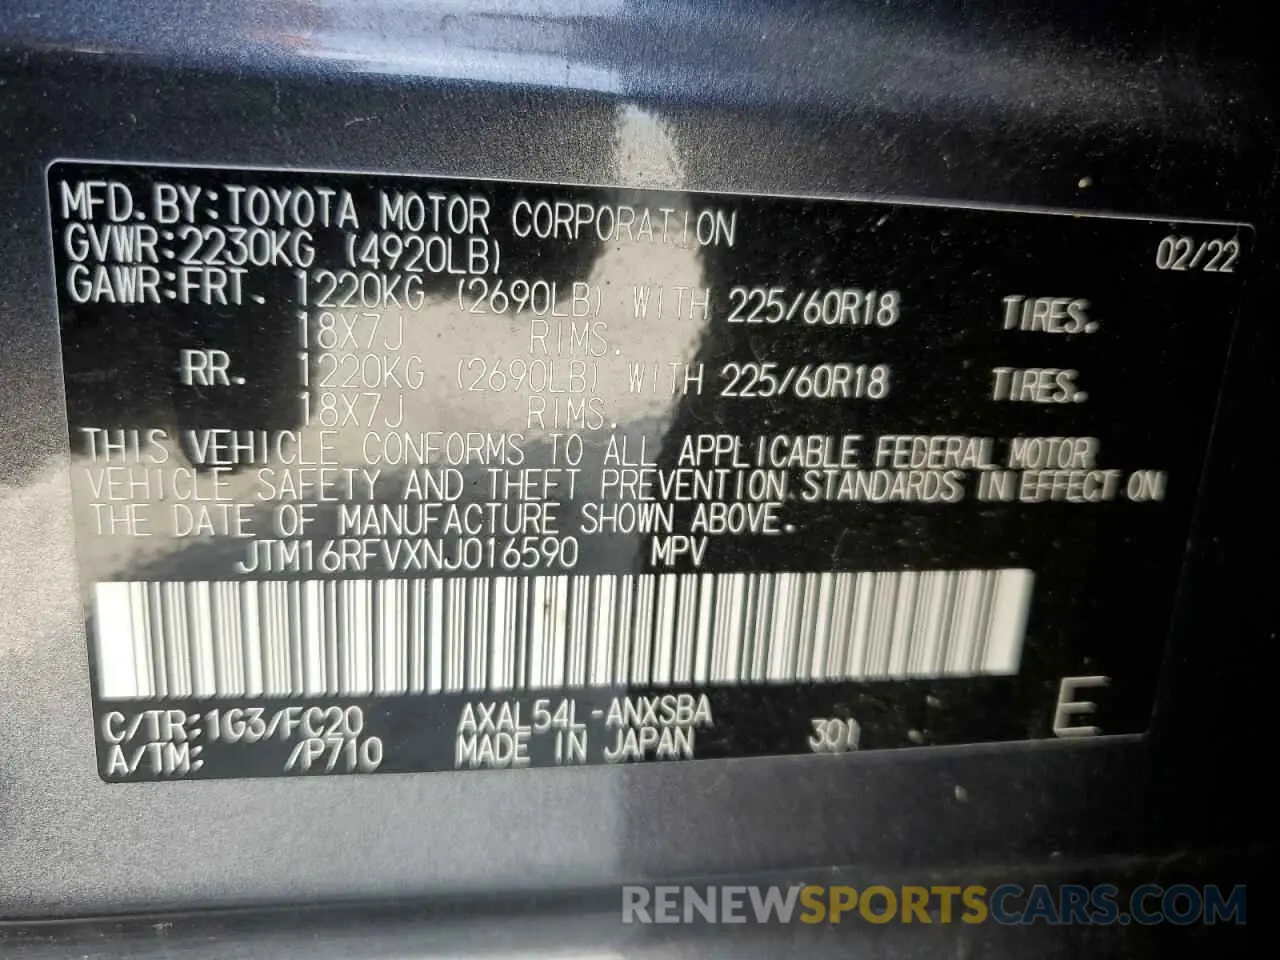 MFD. BY:TOYOTA MOTOR CORPORATION 02/22
GVWR:2230KG (4920LB)
GAWR:FRT. 1220KG (2690LB) WITH 225/60R18 TIRES.
18X7J RIMS.
RR. 1220KG (2690LB) WITH 225/60R18 TIRES.
18X7J RIMS.
THIS VEHICLE CONFORMS TO ALL APPLICABLE FEDERAL MOTOR
VEHICLE SAFETY AND THEFT PREVENTION STANDARDS IN EFFECT ON
THE DATE OF MANUFACTURE SHOWN ABOVE.
JTM16RFVXNJ016590 MPV
C/TR:1G3/FC20 AXAL54L-ANXSBA E
A/TM: /P710 MADE IN JAPAN 301
RENEWSPORTSCARS.COM